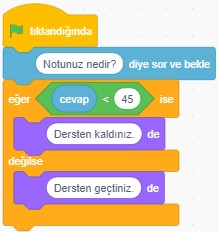 tıklandığında
Notunuz nedir? diye sor ve bekle
eğer cevap < 45 ise
Dersten kaldınız. de
değilse
Dersten geçtiniz. de